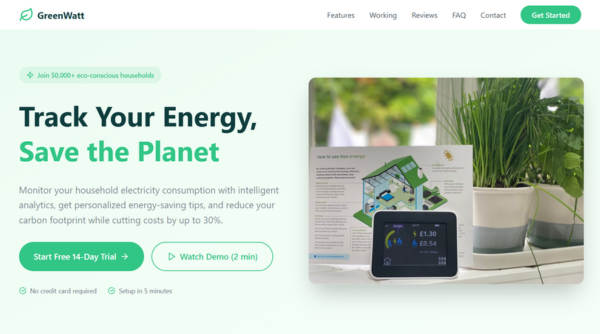 GreenWatt
Features Working Reviews FAQ Contact Get Started
Join 50,000+ eco-conscious households
Track Your Energy,
Save the Planet
Monitor your household electricity consumption with intelligent
analytics, get personalized energy-saving tips, and reduce your
carbon footprint while cutting costs by up to 30%.
Start Free 14-Day Trial
Watch Demo (2 min)
No credit card required
Setup in 5 minutes
How to use less energy
£1.30
£0.54